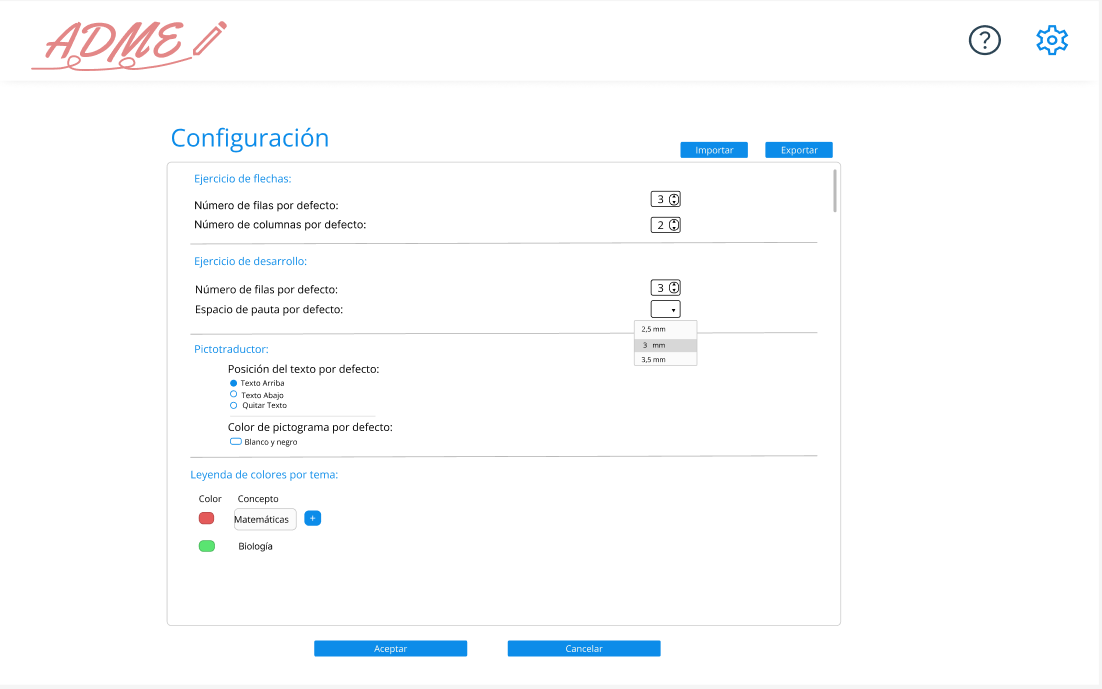 ADME
?
Configuración
Importar Exportar
Ejercicio de flechas:
Número de filas por defecto: 3
Número de columnas por defecto: 2
Ejercicio de desarrollo:
Número de filas por defecto: 3
Espacio de pauta por defecto:
2,5 mm
3 mm
3,5 mm
Pictotraductor:
Posición del texto por defecto:
Texto Arriba
Texto Abajo
Quitar Texto
Color de pictograma por defecto:
Blanco y negro
Leyenda de colores por tema:
Color Concepto
Matemáticas +
Biología
Aceptar Cancelar